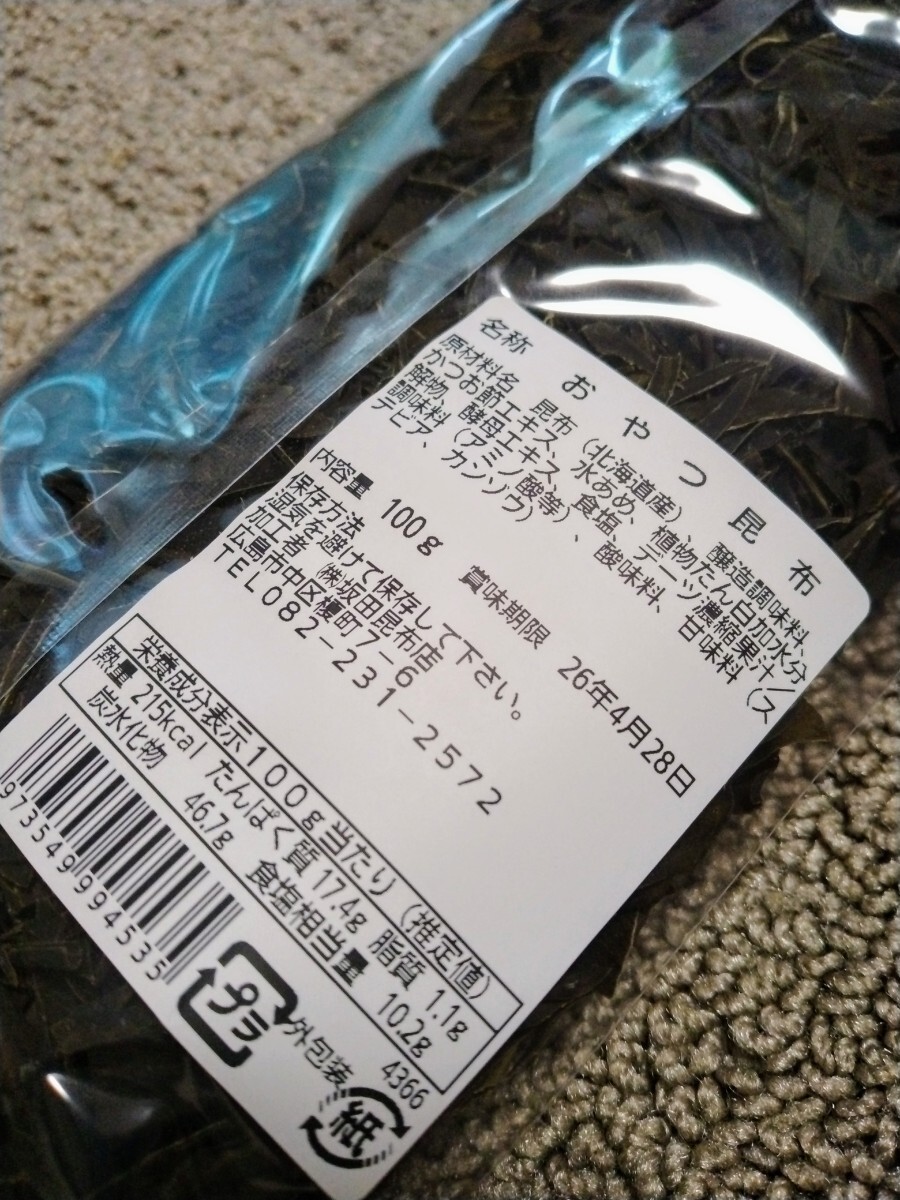 名称 おやつ昆布
原材料名 昆布（北海道産）、醸造調味料、
かつお節エキス、水あめ、植物たん白加水分
解物、酵母エキス、食塩、デーツ濃縮果汁／
調味料（アミノ酸等）、酸味料、甘味料（ス
テビア、カンゾウ）
内容量 100g 賞味期限 26年4月28日
保存方法
湿気を避けて保存して下さい。
加工者 ㈱坂田昆布店
広島市中区榎町7-6
TEL082-231-2572
栄養成分表示100g当たり（推定値）
熱量 215kcal たんぱく質 17.4g 脂質 1.1g
炭水化物 46.7g 食塩相当量 10.2g
4366
973549994535
プラ
外包装
紙